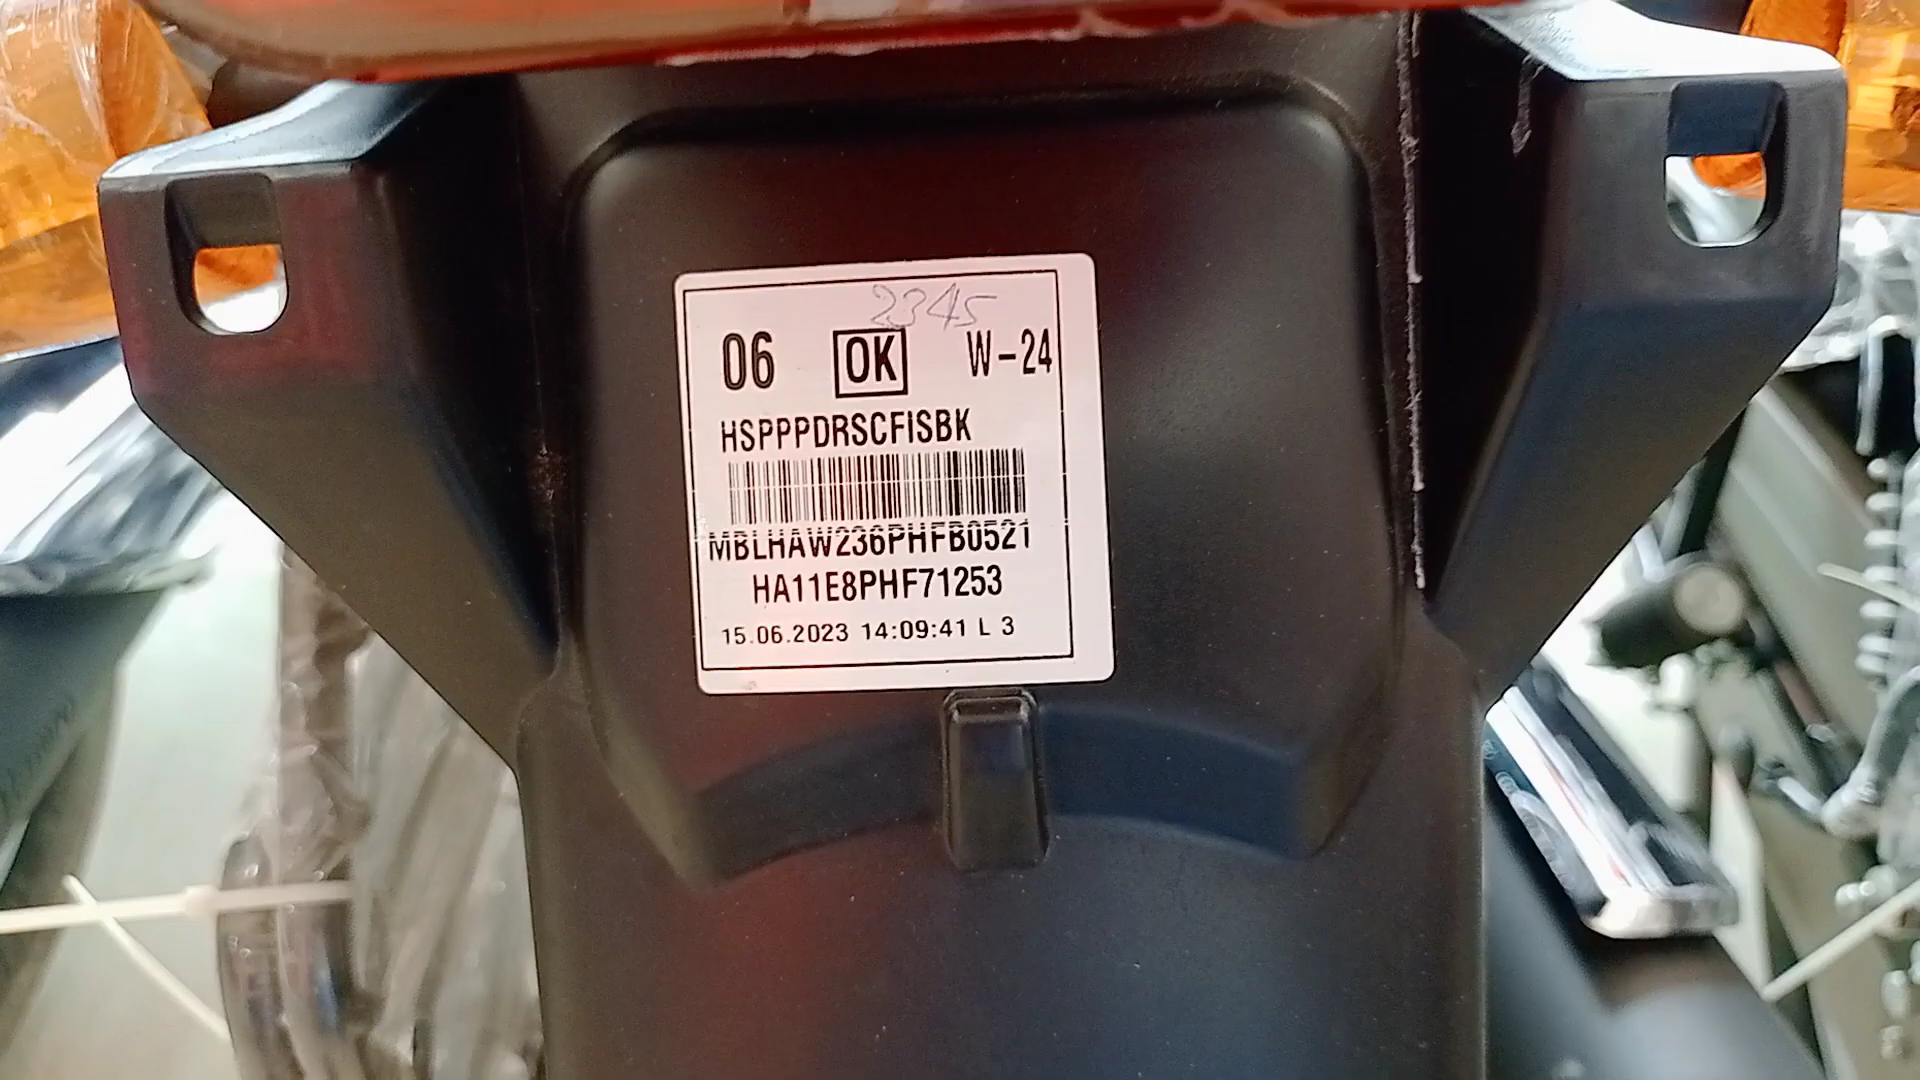 2345
06 OK W-24
HSPPPDRSCFISBK
MBLHAW236PHFB0521
HA11E8PHF71253
15.06.2023 14:09:41 L 3